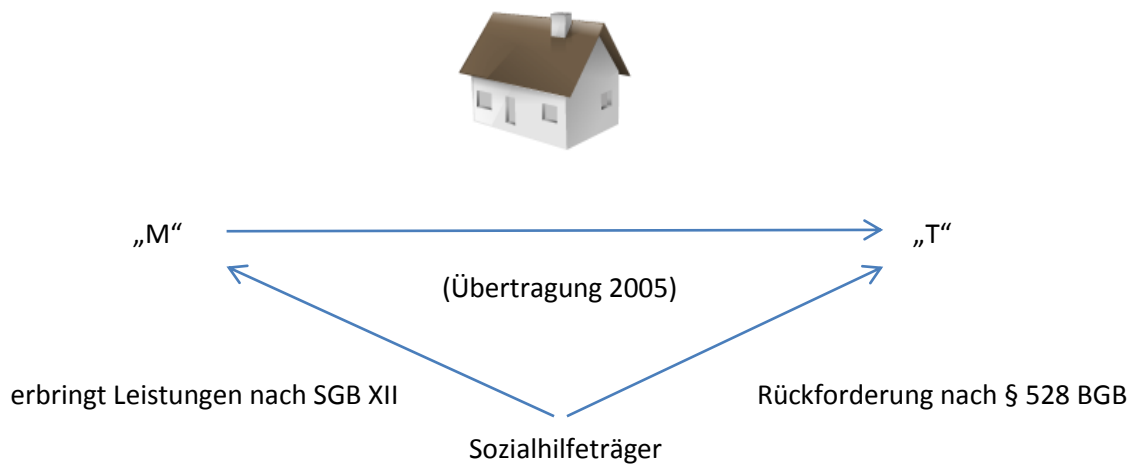 „M“ „T“
(Übertragung 2005)
erbringt Leistungen nach SGB XII Rückforderung nach § 528 BGB
Sozialhilfeträger